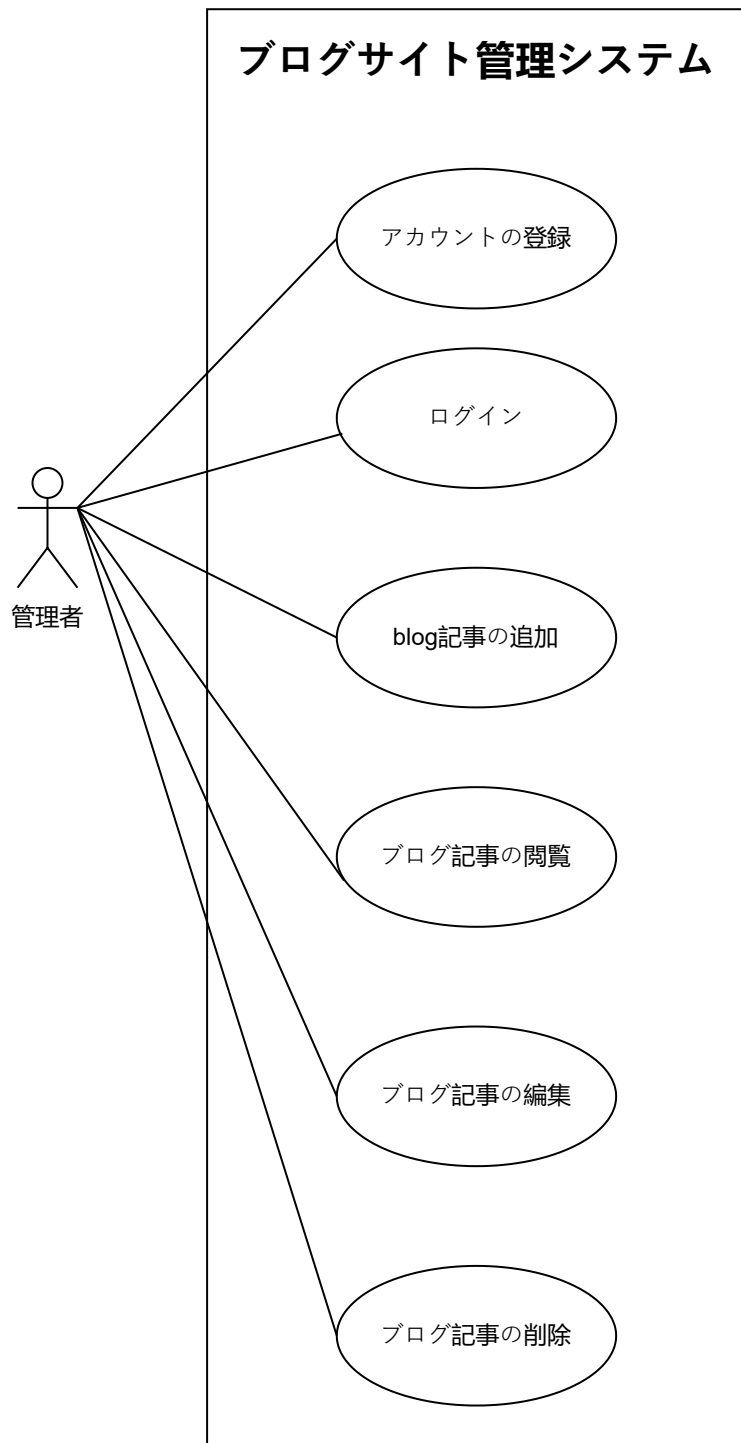 ブログサイト管理システム
アカウントの登録
ログイン
管理者
blog記事の追加
ブログ記事の閲覧
ブログ記事の編集
ブログ記事の削除